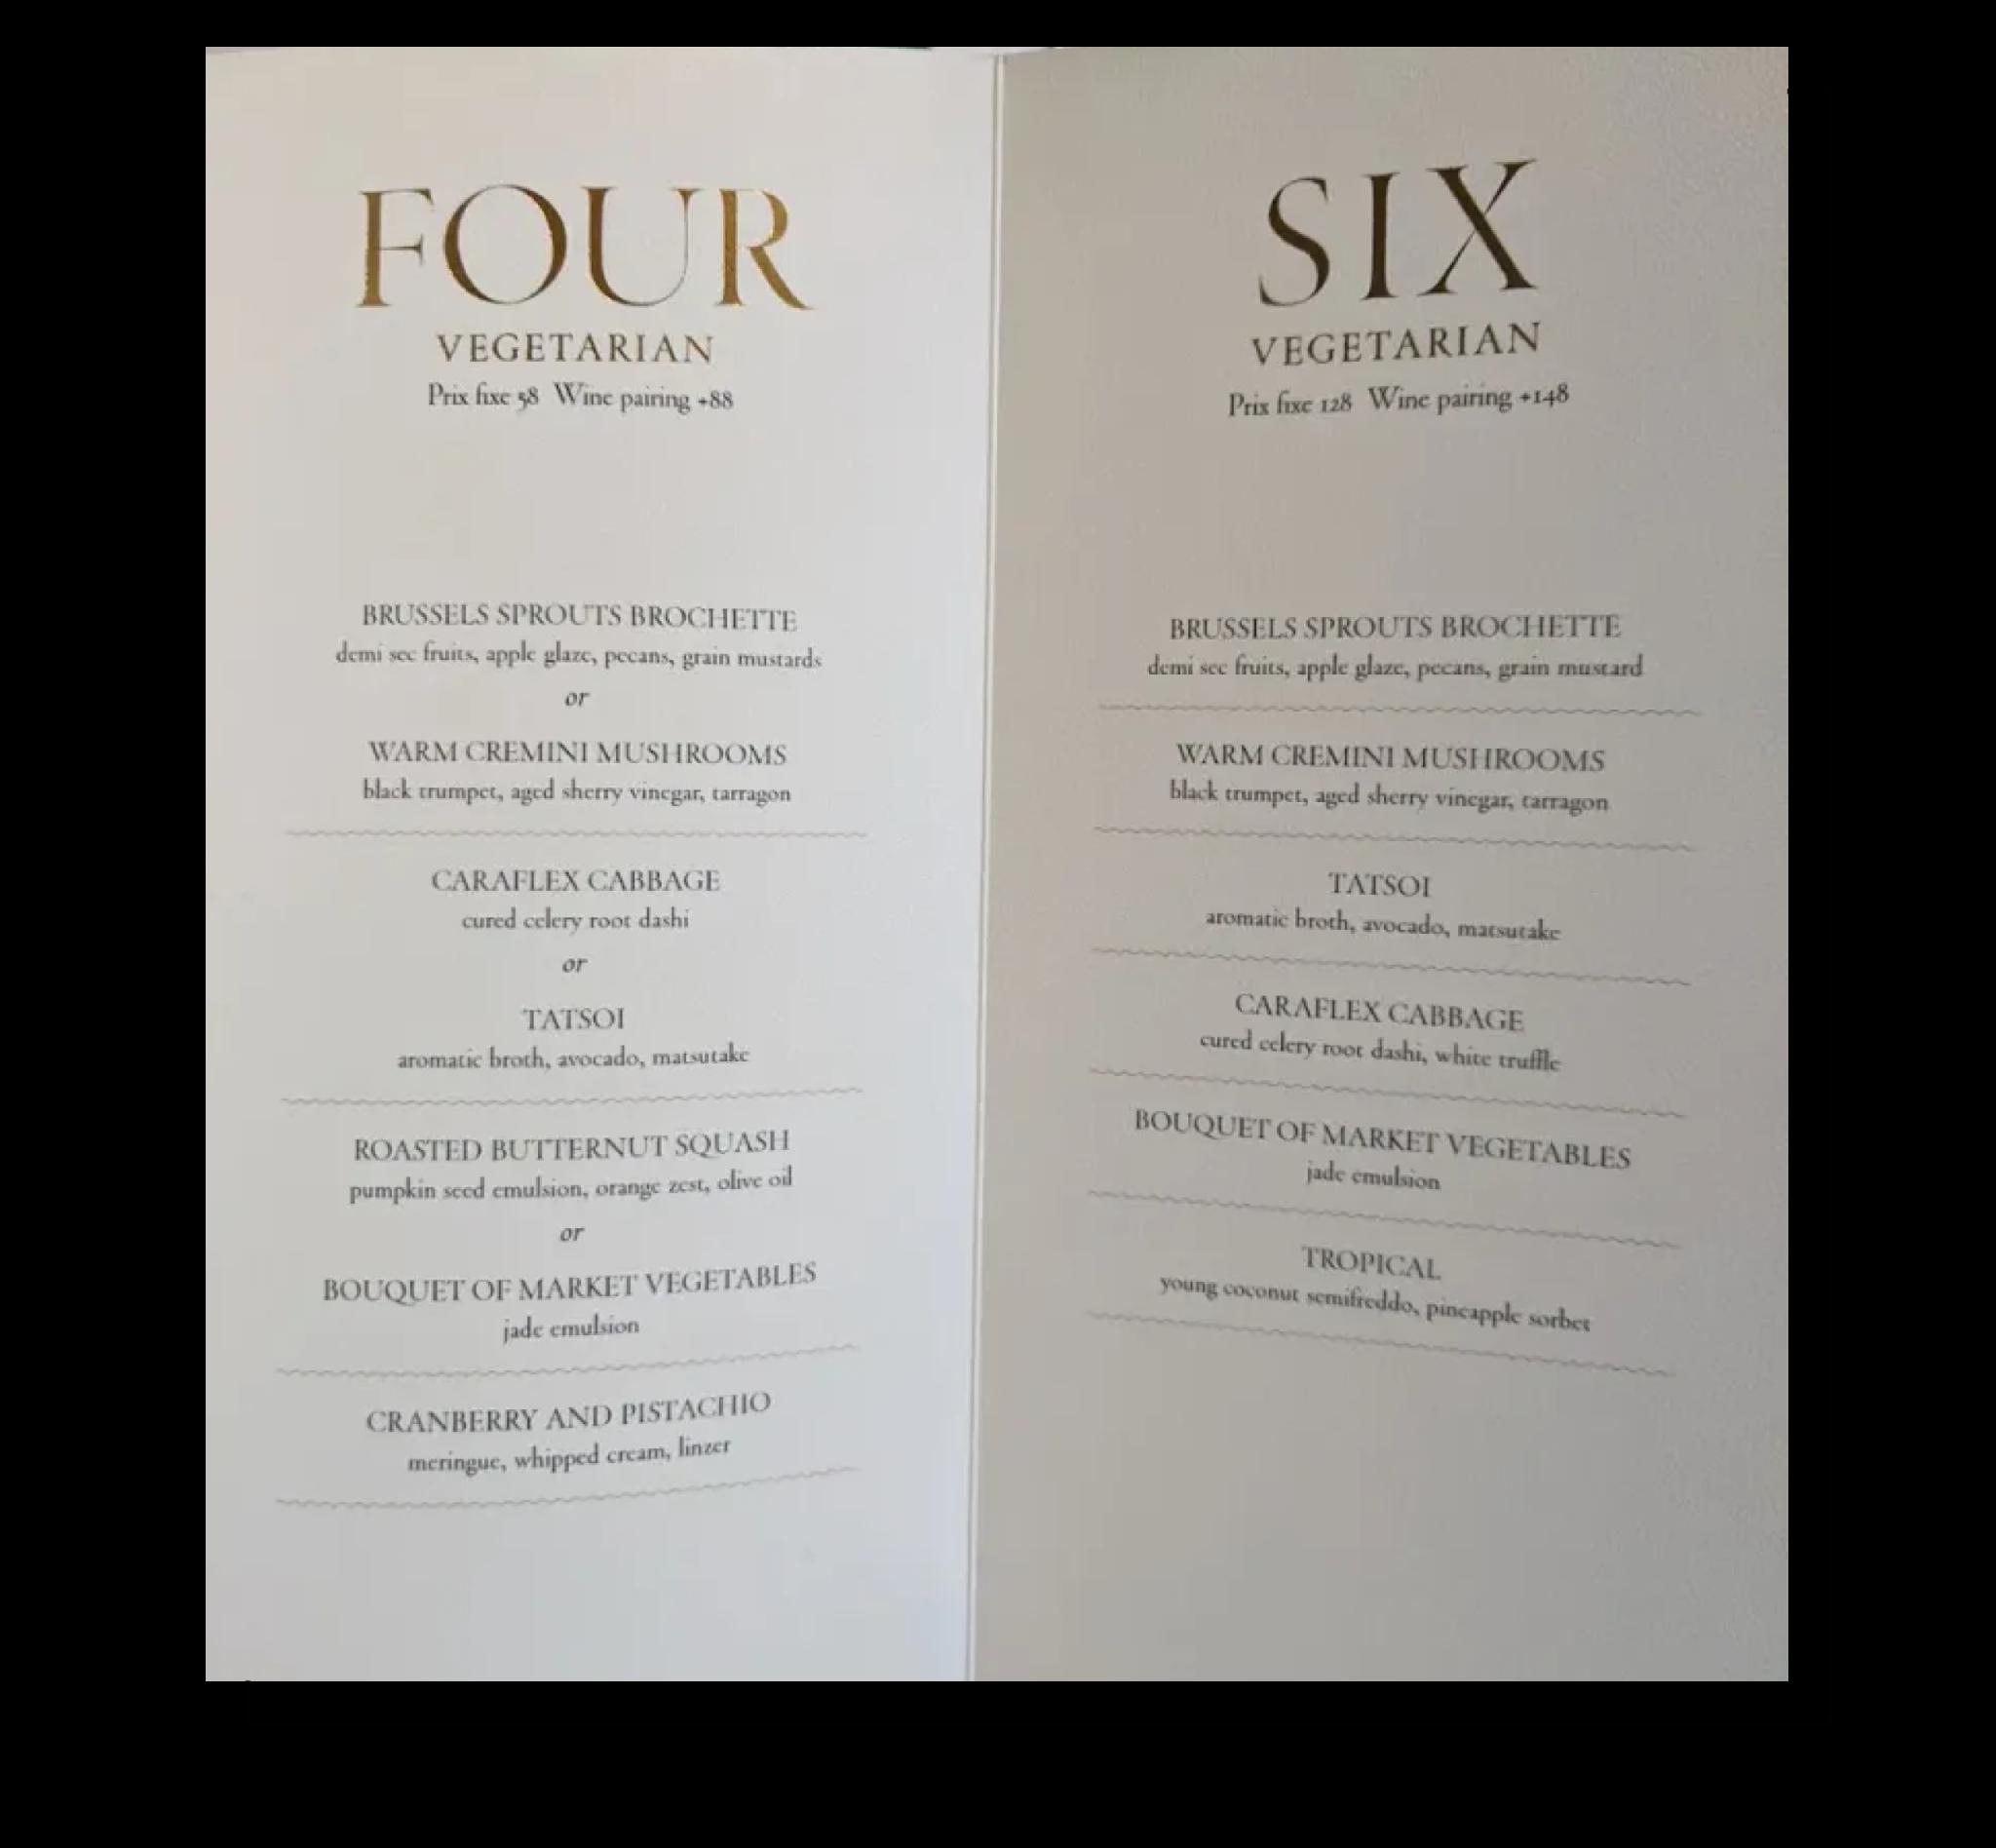 FOUR
VEGETARIAN
Prix fixe 58 Wine pairing +88
BRUSSELS SPROUTS BROCHETTE
demi sec fruits, apple glaze, pecans, grain mustards
or
WARM CREMINI MUSHROOMS
black trumpet, aged sherry vinegar, tarragon
CARAFLEX CABBAGE
cured celery root dashi
or
TATSOI
aromatic broth, avocado, matsutake
ROASTED BUTTERNUT SQUASH
pumpkin seed emulsion, orange zest, olive oil
or
BOUQUET OF MARKET VEGETABLES
jade emulsion
CRANBERRY AND PISTACHIO
meringue, whipped cream, linzer
SIX
VEGETARIAN
Prix fixe 128 Wine pairing +148
BRUSSELS SPROUTS BROCHETTE
demi sec fruits, apple glaze, pecans, grain mustard
WARM CREMINI MUSHROOMS
black trumpet, aged sherry vinegar, tarragon
TATSOI
aromatic broth, avocado, matsutake
CARAFLEX CABBAGE
cured celery root dashi, white truffle
BOUQUET OF MARKET VEGETABLES
jade emulsion
TROPICAL
young coconut semifreddo, pineapple sorbet